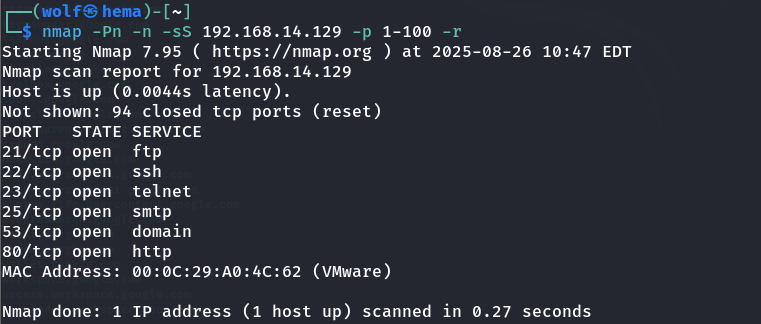 ┌──(wolf㉿hema)-[~]
└─$ nmap -Pn -n -sS 192.168.14.129 -p 1-100 -r
Starting Nmap 7.95 ( https://nmap.org ) at 2025-08-26 10:47 EDT
Nmap scan report for 192.168.14.129
Host is up (0.0044s latency).
Not shown: 94 closed tcp ports (reset)
PORT   STATE SERVICE
21/tcp open  ftp
22/tcp open  ssh
23/tcp open  telnet
25/tcp open  smtp
53/tcp open  domain
80/tcp open  http
MAC Address: 00:0C:29:A0:4C:62 (VMware)

Nmap done: 1 IP address (1 host up) scanned in 0.27 seconds